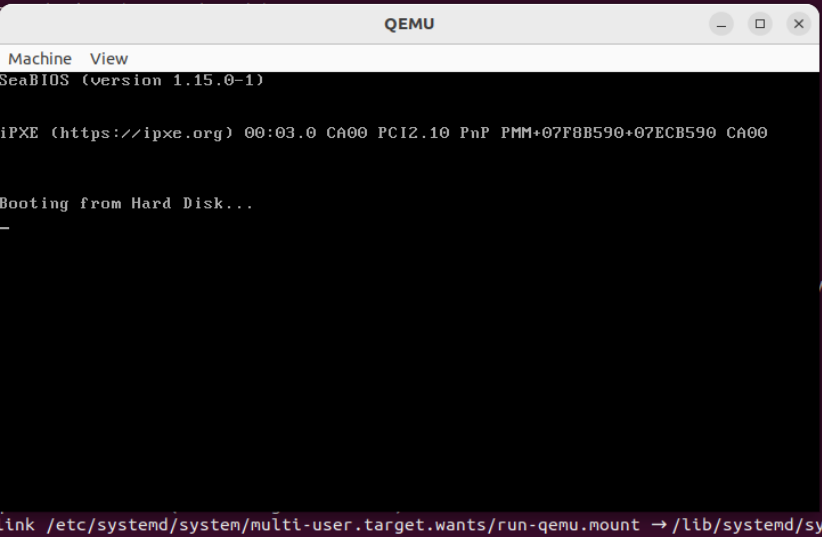 QEMU
Machine View
SeaBIOS (version 1.15.0-1)
iPXE (https://ipxe.org) 00:03.0 CA00 PCI2.10 PnP PMM+07F8B590+07ECB590 CA00
Booting from Hard Disk...
link /etc/systemd/system/multi-user.target.wants/run-qemu.mount → /lib/systemd/sy